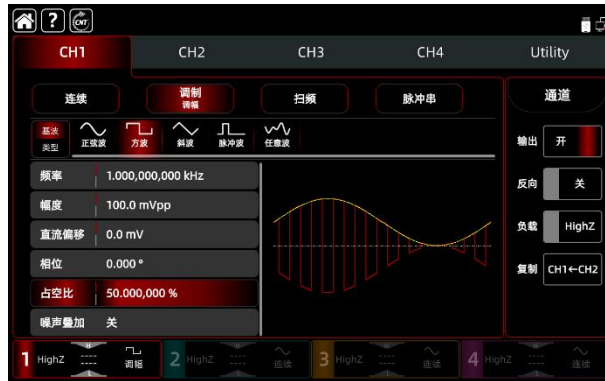 ? CNT
CH1 CH2 CH3 CH4 Utility
连续 调制 扫频 脉冲串 通道
调幅
基波 类型 正弦波 方波 斜波 脉冲波 任意波
输出 开
频率 1.000,000,000 kHz
反向 关
幅度 100.0 mVpp
直流偏移 0.0 mV
负载 HighZ
相位 0.000 °
复制 CH1←CH2
占空比 50.000,000 %
噪声叠加 关
1 HighZ ---- H L 调幅 2 HighZ ---- 连续 3 HighZ ---- 连续 4 HighZ ---- 连续